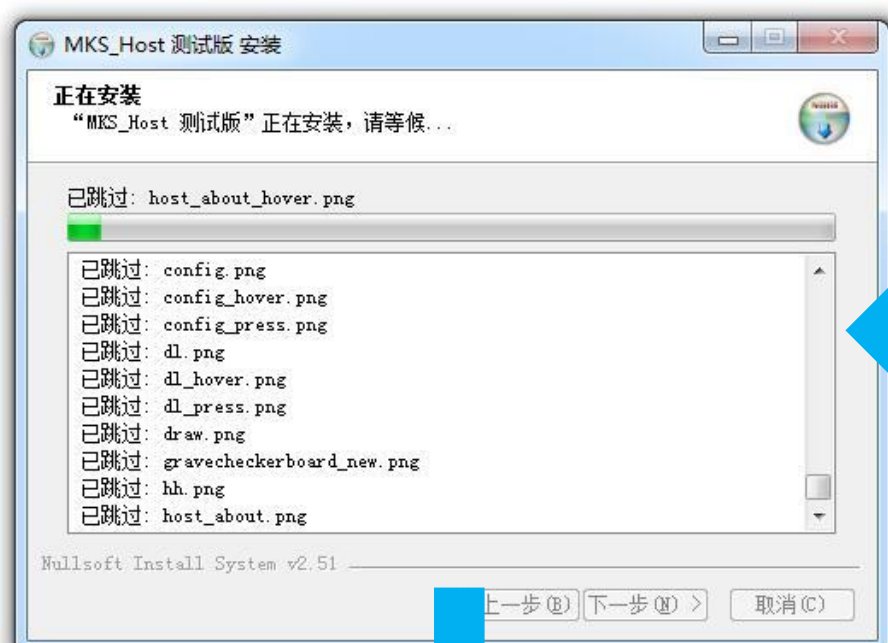 MKS_Host 测试版 安装
正在安装
“MKS_Host 测试版”正在安装，请等候...
已跳过: host_about_hover.png
已跳过: config.png
已跳过: config_hover.png
已跳过: config_press.png
已跳过: dl.png
已跳过: dl_hover.png
已跳过: dl_press.png
已跳过: draw.png
已跳过: gravecheckerboard_new.png
已跳过: hh.png
已跳过: host_about.png
Nullsoft Install System v2.51
上一步(B) 下一步(N) > 取消(C)